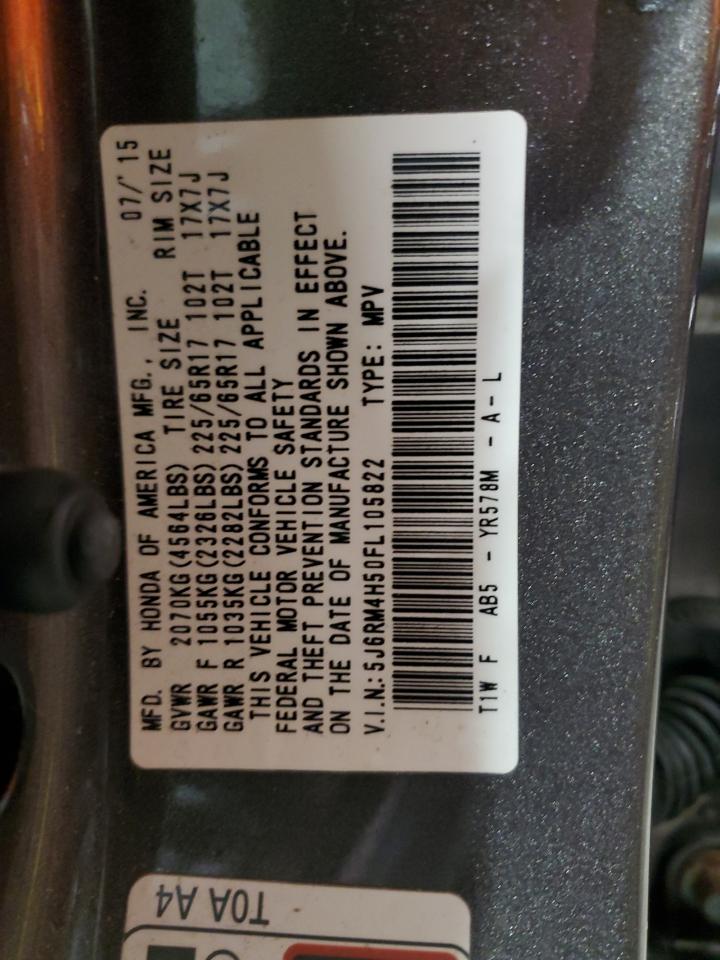 MFD. BY HONDA OF AMERICA MFG., INC. 07/'15
GVWR 2070KG(4564LBS) TIRE SIZE RIM SIZE
GAWR F 1055KG(2326LBS) 225/65R17 102T 17X7J
GAWR R 1035KG(2282LBS) 225/65R17 102T 17X7J
THIS VEHICLE CONFORMS TO ALL APPLICABLE
FEDERAL MOTOR VEHICLE SAFETY
AND THEFT PREVENTION STANDARDS IN EFFECT
ON THE DATE OF MANUFACTURE SHOWN ABOVE.
V.I.N.:5J6RM4H50FL105822 TYPE: MPV
T1W F AB5 - YR578M - A - L
T0A A4